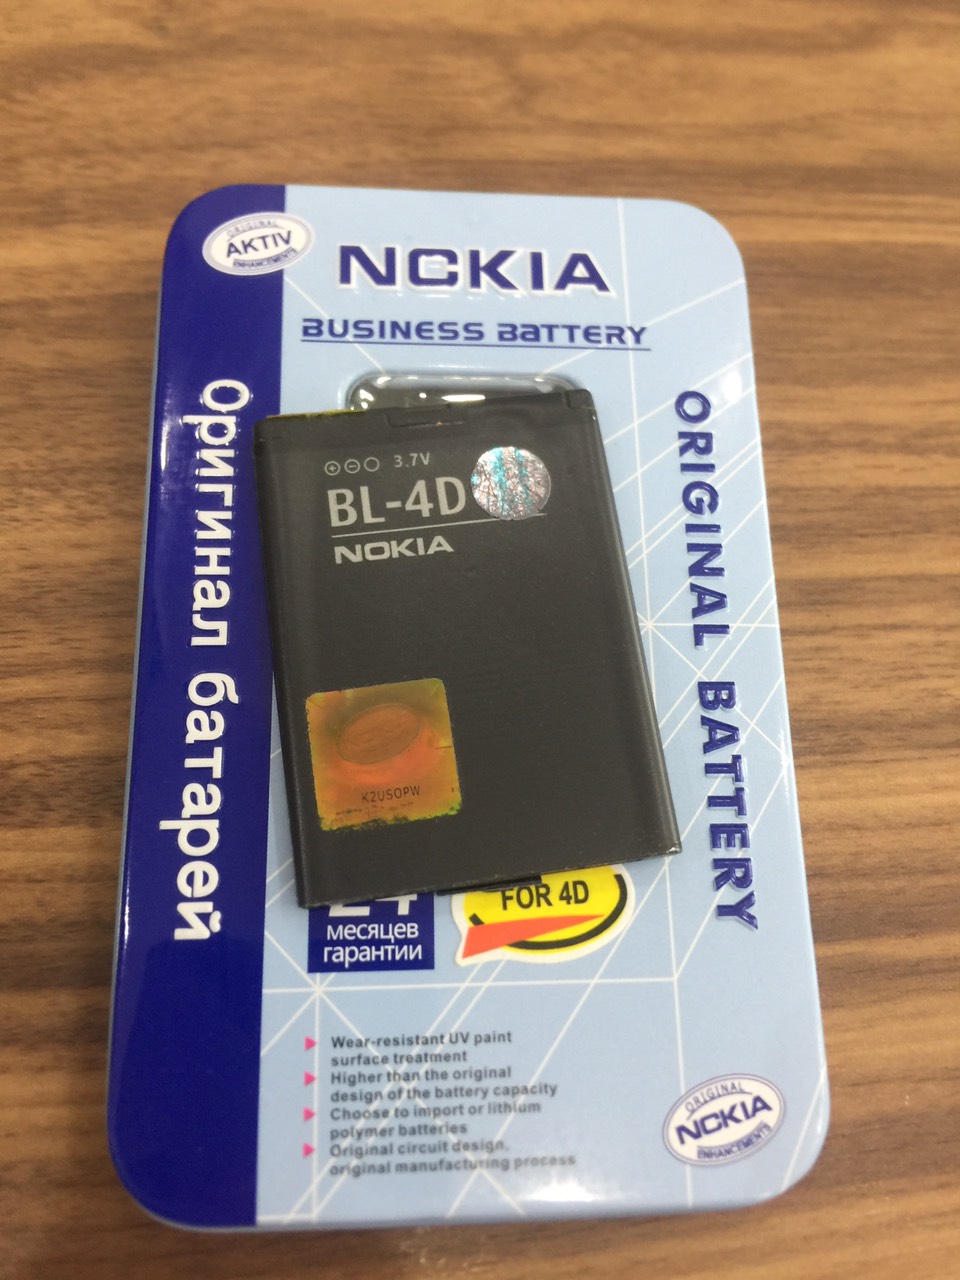 ORIGINAL
AKTIV
ENHANCEMENTS
NCKIA
BUSINESS BATTERY
Оригинал батарей
ORIGINAL BATTERY
3.7V
BL-4D
NOKIA
K2USOPW
FOR 4D
месяцев
гарантии
Wear-resistant UV paint
surface treatment
Higher than the original
design of the battery capacity
Choose to import or lithium
polymer batteries
Original circuit design,
original manufacturing process
ORIGINAL
NCKIA
ENHANCEMENTS